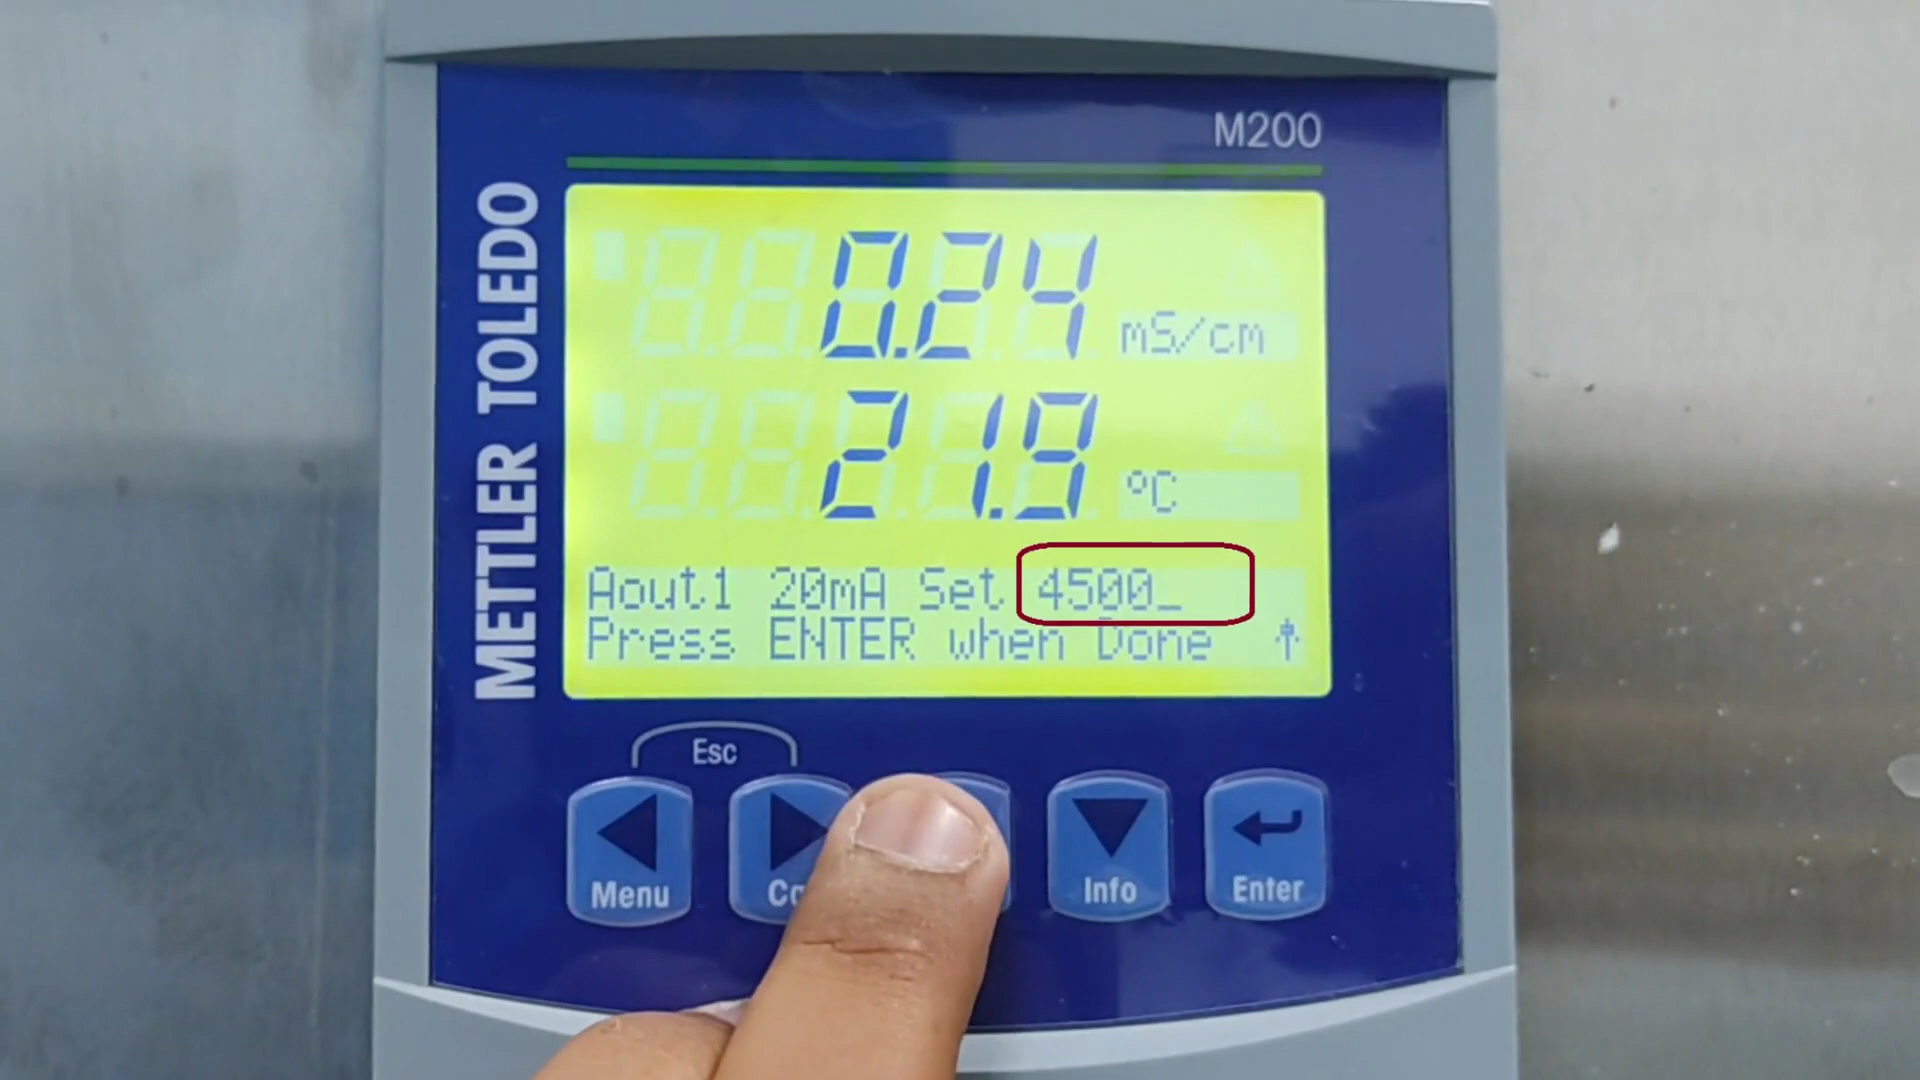 M200
METTLER TOLEDO
0.24 mS/cm
21.9 °C
Aout1 20mA Set 4500_
Press ENTER when Done ↑
Esc
Menu
Info
Enter